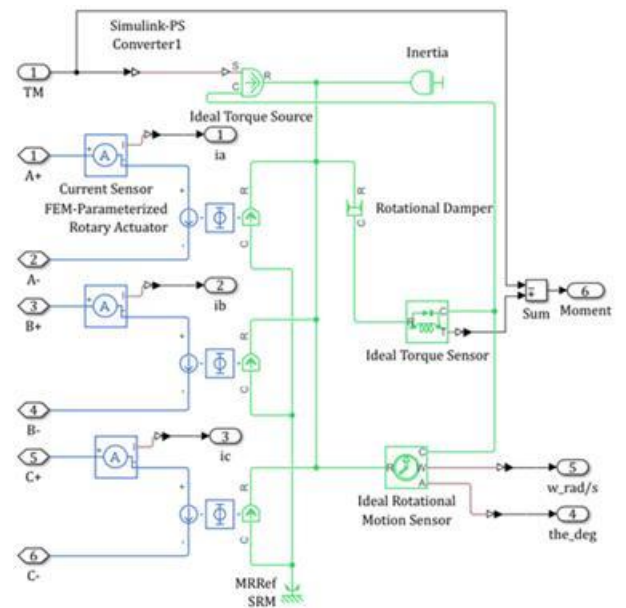 Simulink-PS
Converter1
Inertia
1
TM
S
R
C
Ideal Torque Source
1
A+
A
I
1
ia
Current Sensor
FEM-Parameterized
Rotary Actuator
+
-
Φ
R
C
R
C
Rotational Damper
2
A-
3
B+
A
I
2
ib
R
C
T
Ideal Torque Sensor
-
+
Sum
6
Moment
+
-
Φ
R
C
4
B-
5
C+
A
I
3
ic
R
C
W
A
Ideal Rotational
Motion Sensor
5
w_rad/s
4
the_deg
+
-
Φ
R
C
6
C-
MRRef
SRM